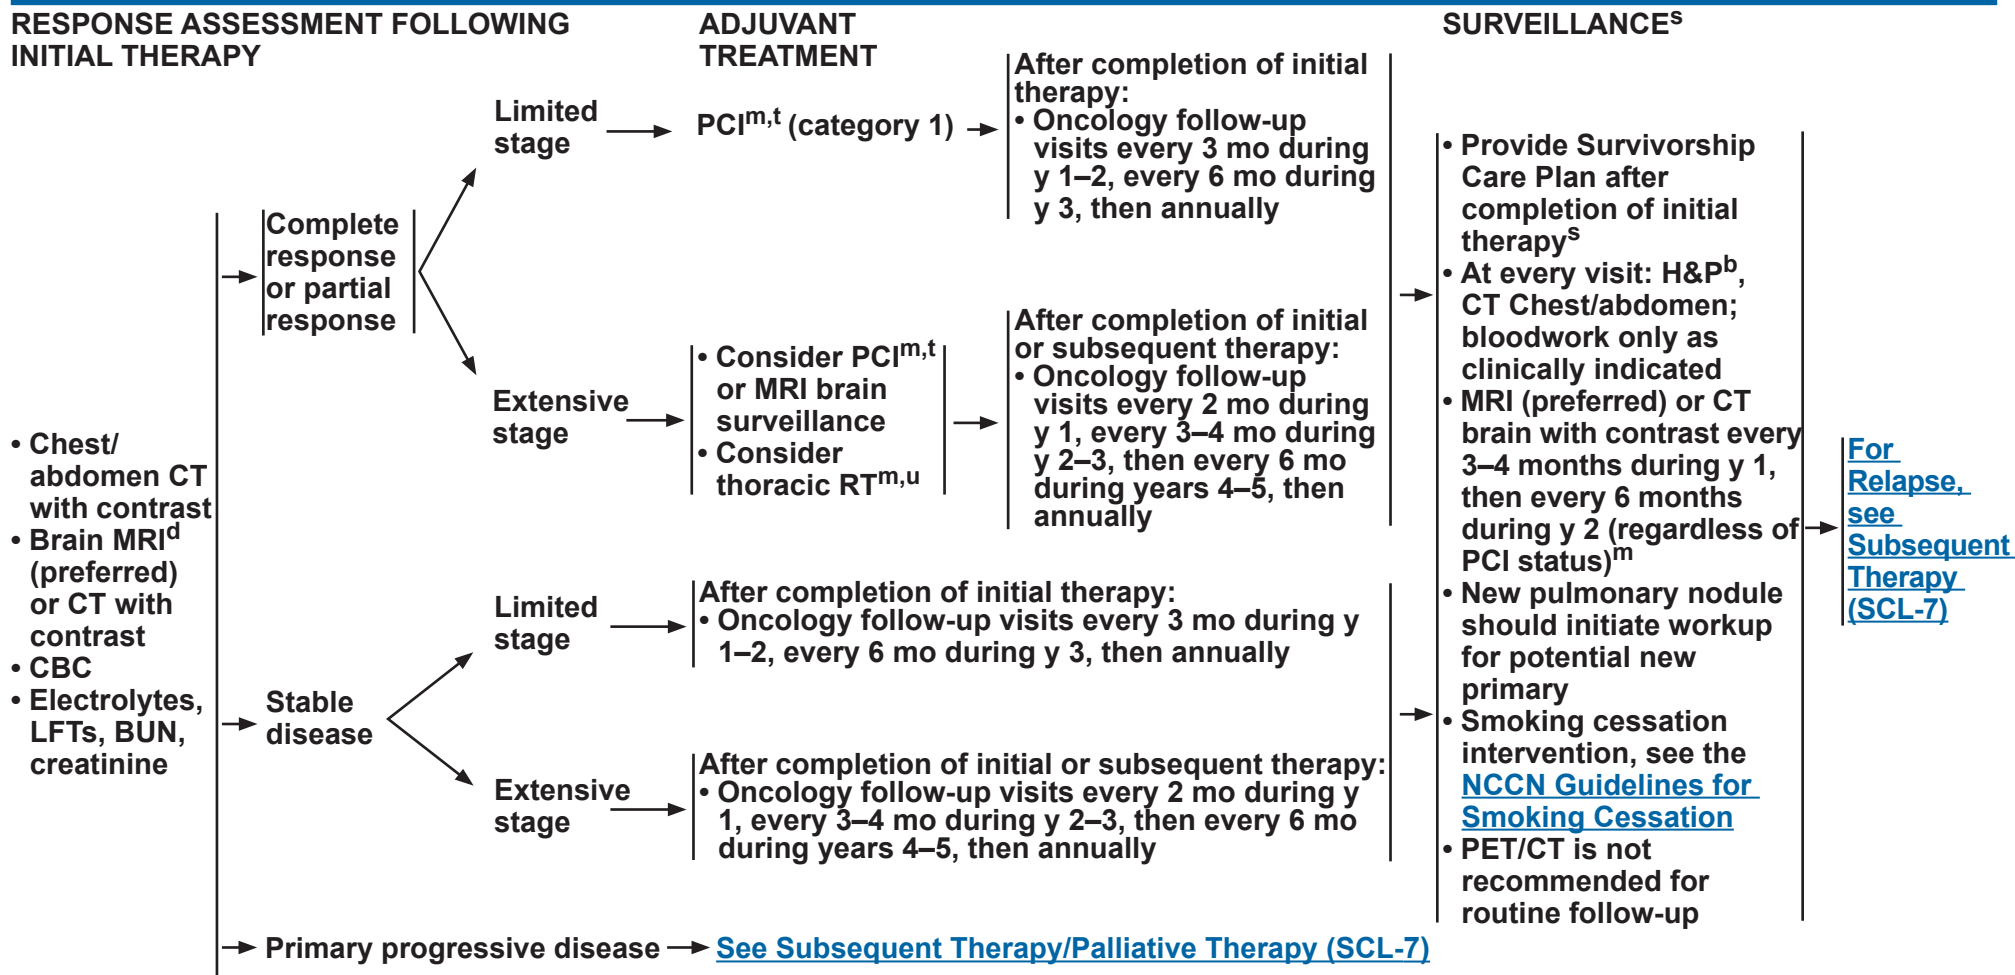 RESPONSE ASSESSMENT FOLLOWING
INITIAL THERAPY
ADJUVANT
TREATMENT
SURVEILLANCEˢ
• Chest/
abdomen CT
with contrast
• Brain MRIᵈ
(preferred)
or CT with
contrast
• CBC
• Electrolytes,
LFTs, BUN,
creatinine
Complete
response
or partial
response
Limited
stage
PCIᵐ,ᵗ (category 1)
After completion of initial
therapy:
• Oncology follow-up
visits every 3 mo during
y 1–2, every 6 mo during
y 3, then annually
Extensive
stage
• Consider PCIᵐ,ᵗ
or MRI brain
surveillance
• Consider
thoracic RTᵐ,ᵘ
After completion of initial
or subsequent therapy:
• Oncology follow-up
visits every 2 mo during
y 1, every 3–4 mo during
y 2–3, then every 6 mo
during years 4–5, then
annually
Stable
disease
Limited
stage
After completion of initial therapy:
• Oncology follow-up visits every 3 mo during y
1–2, every 6 mo during y 3, then annually
Extensive
stage
After completion of initial or subsequent therapy:
• Oncology follow-up visits every 2 mo during y
1, every 3–4 mo during y 2–3, then every 6 mo
during years 4–5, then annually
Primary progressive disease
See Subsequent Therapy/Palliative Therapy (SCL-7)
• Provide Survivorship
Care Plan after
completion of initial
therapyˢ
• At every visit: H&Pᵇ,
CT Chest/abdomen;
bloodwork only as
clinically indicated
• MRI (preferred) or CT
brain with contrast every
3–4 months during y 1,
then every 6 months
during y 2 (regardless of
PCI status)ᵐ
• New pulmonary nodule
should initiate workup
for potential new
primary
• Smoking cessation
intervention, see the
NCCN Guidelines for
Smoking Cessation
• PET/CT is not
recommended for
routine follow-up
For
Relapse,
see
Subsequent
Therapy
(SCL-7)